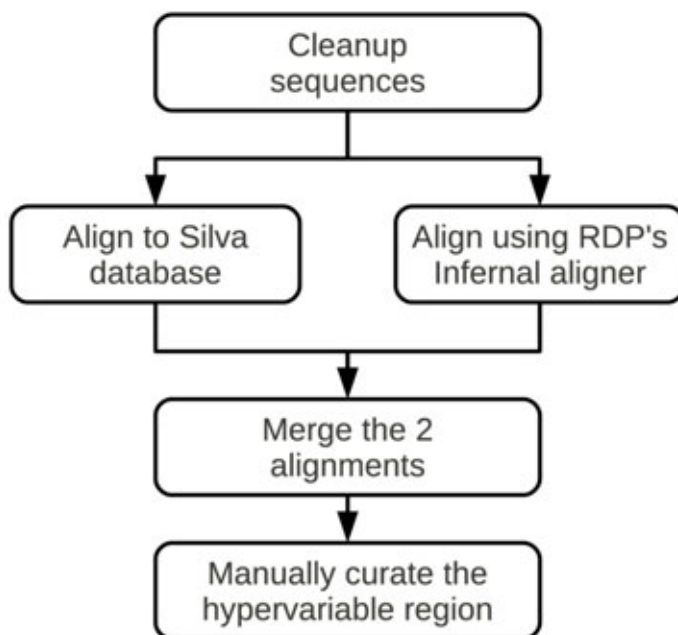 Cleanup
sequences
Align to Silva
database
Align using RDP's
Infernal aligner
Merge the 2
alignments
Manually curate the
hypervariable region